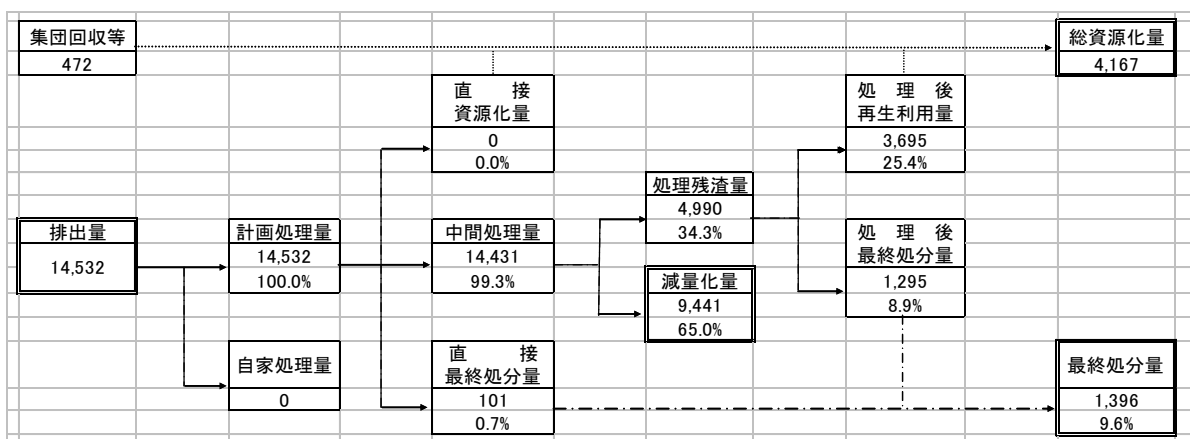 集団回収等
472
総資源化量
4,167
直　接
資源化量
0
0.0%
処 理 後
再生利用量
3,695
25.4%
処理残渣量
4,990
34.3%
排出量
14,532
計画処理量
14,532
100.0%
中間処理量
14,431
99.3%
処 理 後
最終処分量
1,295
8.9%
減量化量
9,441
65.0%
自家処理量
0
直　接
最終処分量
101
0.7%
最終処分量
1,396
9.6%